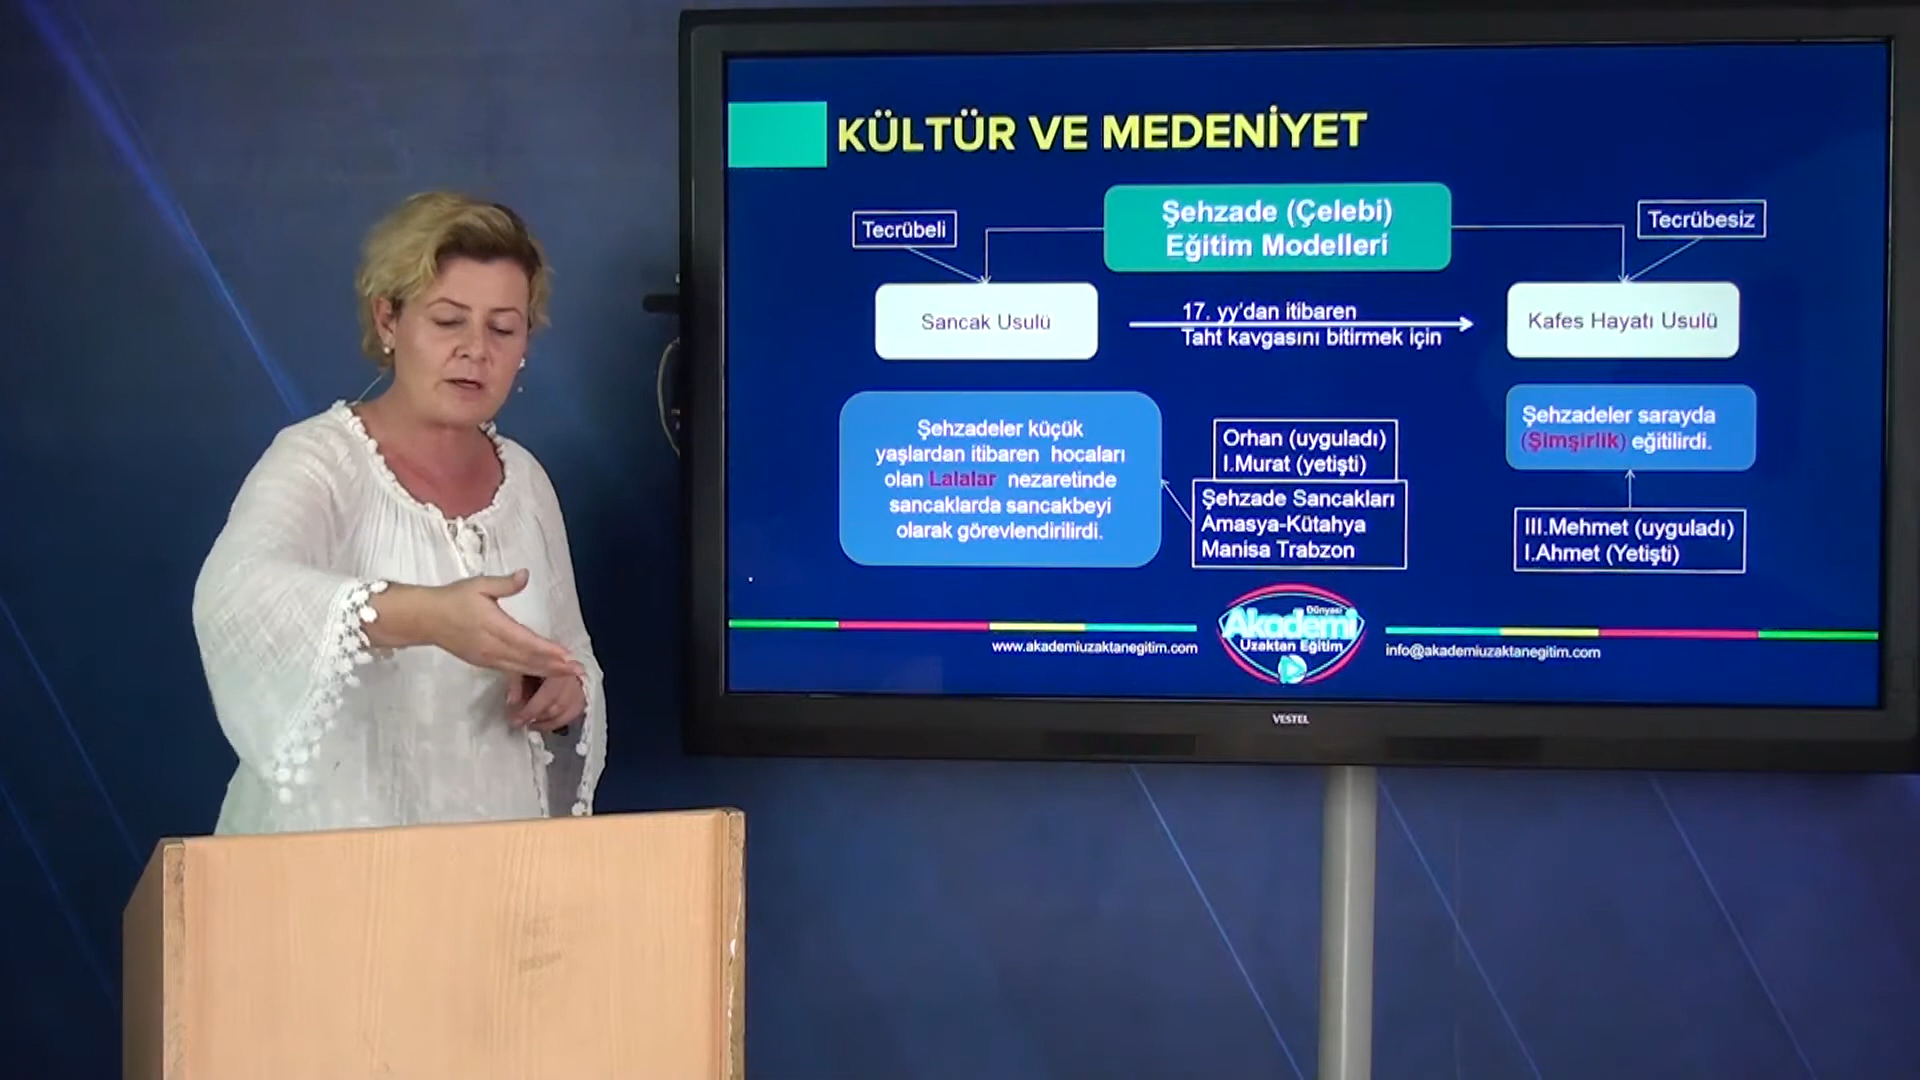 KÜLTÜR VE MEDENİYET
Şehzade (Çelebi)
Eğitim Modelleri
Tecrübeli
Tecrübesiz
Sancak Usulü
17. yy'dan itibaren
Taht kavgasını bitirmek için
Kafes Hayatı Usulü
Şehzadeler küçük
yaşlardan itibaren hocaları
olan Lalalar nezaretinde
sancaklarda sancakbeyi
olarak görevlendirilirdi.
Orhan (uyguladı)
I.Murat (yetişti)
Şehzade Sancakları
Amasya-Kütahya
Manisa Trabzon
Şehzadeler sarayda
(Şimşirlik) eğitilirdi.
III.Mehmet (uyguladı)
I.Ahmet (Yetişti)
www.akademiuzaktanegitim.com
Dünyası
Akademi
Uzaktan Eğitim
info@akademiuzaktanegitim.com
VESTEL